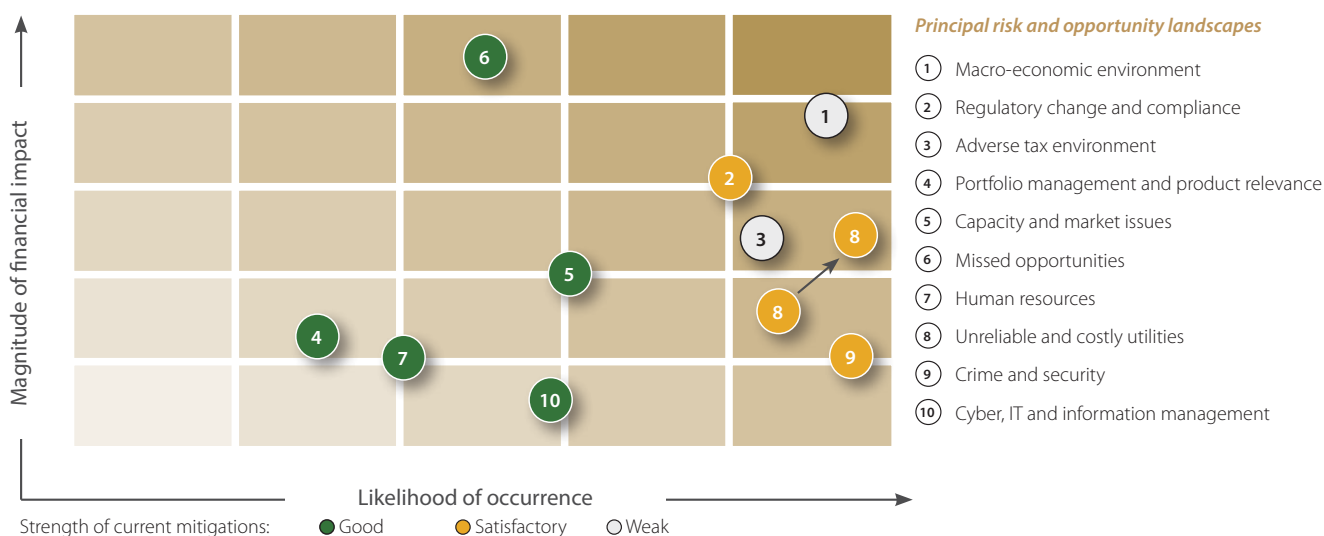 Magnitude of financial impact
6
1
2
3
8
5
8
4
7
9
10
Likelihood of occurrence
Strength of current mitigations: Good Satisfactory Weak
Principal risk and opportunity landscapes
1 Macro-economic environment
2 Regulatory change and compliance
3 Adverse tax environment
4 Portfolio management and product relevance
5 Capacity and market issues
6 Missed opportunities
7 Human resources
8 Unreliable and costly utilities
9 Crime and security
10 Cyber, IT and information management